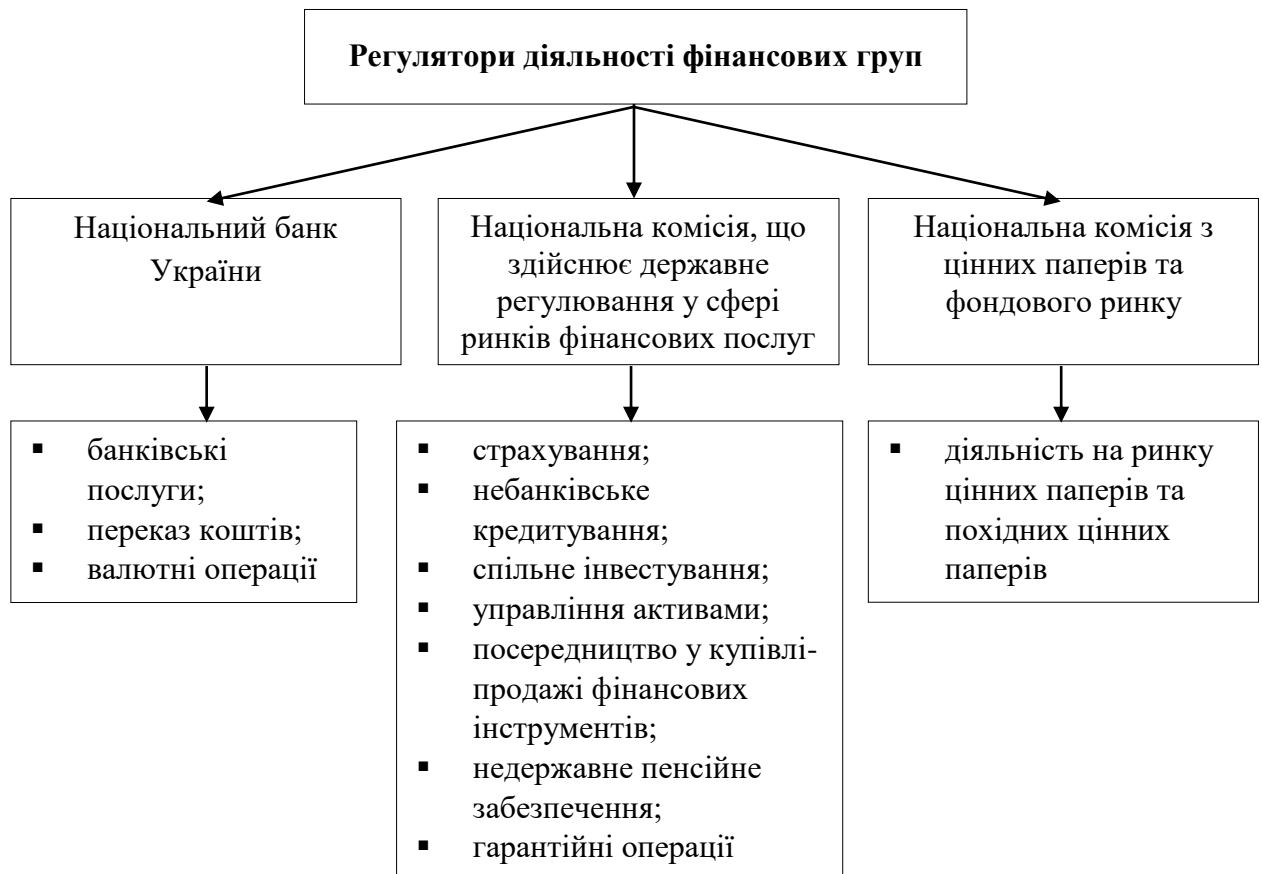 Регулятори діяльності фінансових груп
Національний банк
України
Національна комісія, що
здійснює державне
регулювання у сфері
ринків фінансових послуг
Національна комісія з
цінних паперів та
фондового ринку
▪ банківські
послуги;
▪ переказ коштів;
▪ валютні операції
▪ страхування;
▪ небанківське
кредитування;
▪ спільне інвестування;
▪ управління активами;
▪ посередництво у купівлі-
продажі фінансових
інструментів;
▪ недержавне пенсійне
забезпечення;
▪ гарантійні операції
▪ діяльність на ринку
цінних паперів та
похідних цінних
паперів